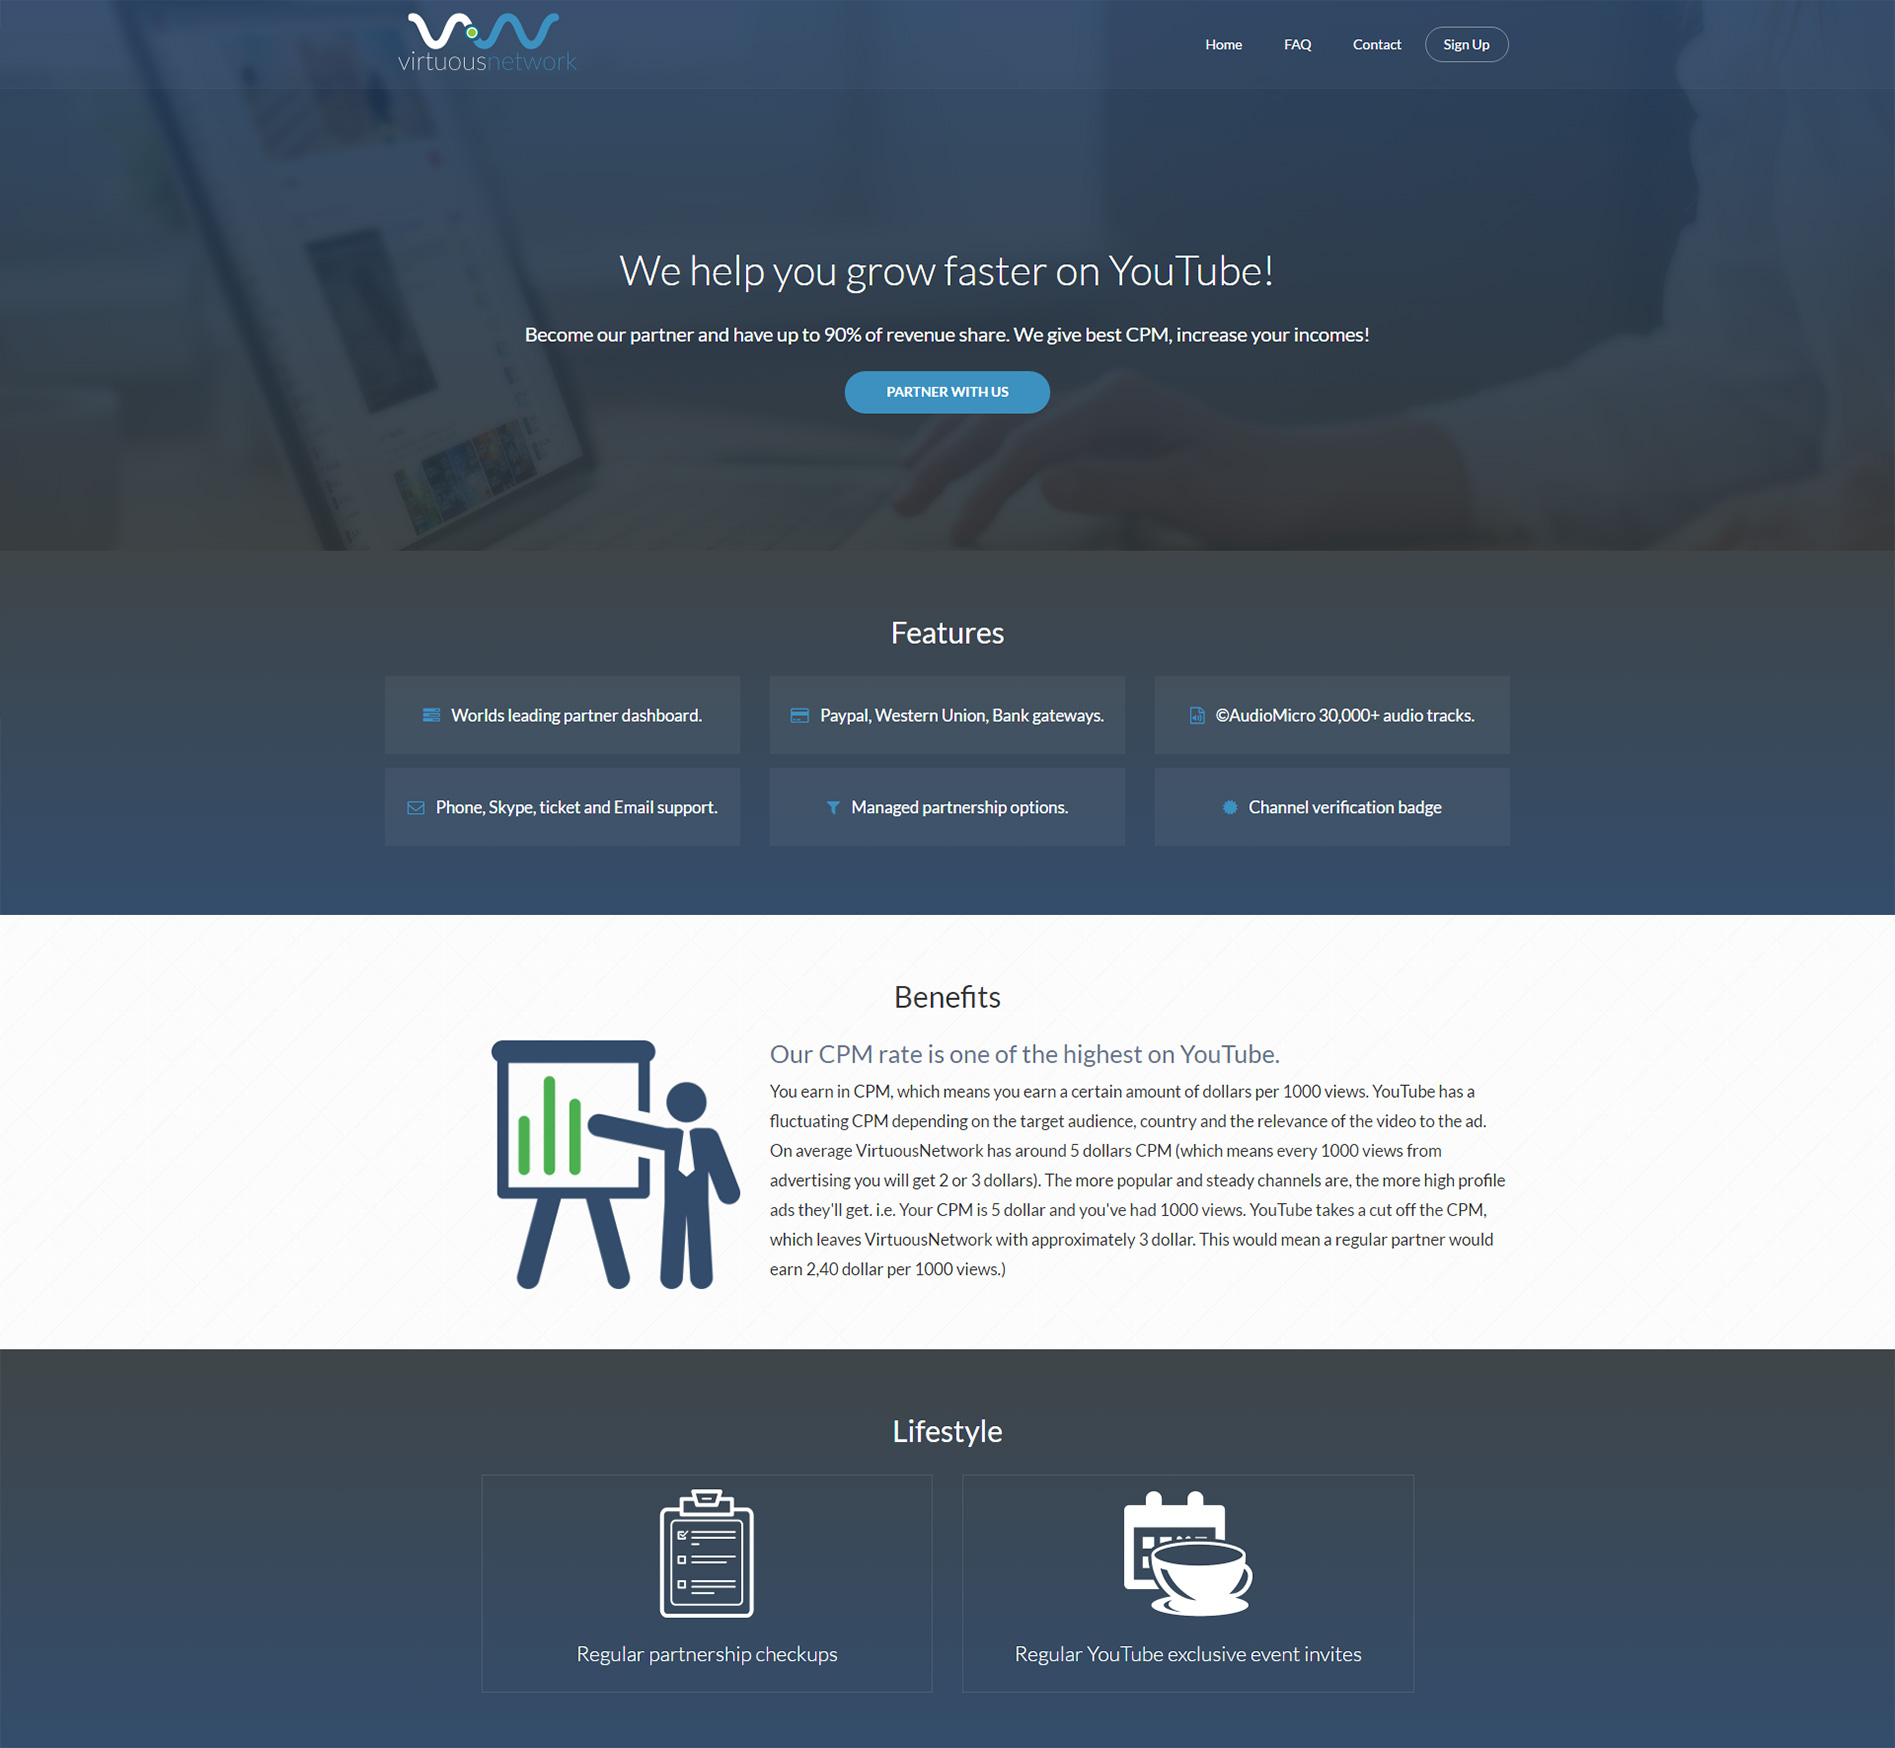 virtuousnetwork
Home
FAQ
Contact
Sign Up
We help you grow faster on YouTube!
Become our partner and have up to 90% of revenue share. We give best CPM, increase your incomes!
PARTNER WITH US
Features
Worlds leading partner dashboard.
Paypal, Western Union, Bank gateways.
©AudioMicro 30,000+ audio tracks.
Phone, Skype, ticket and Email support.
Managed partnership options.
Channel verification badge
Benefits
Our CPM rate is one of the highest on YouTube.
You earn in CPM, which means you earn a certain amount of dollars per 1000 views. YouTube has a
fluctuating CPM depending on the target audience, country and the relevance of the video to the ad.
On average VirtuousNetwork has around 5 dollars CPM (which means every 1000 views from
advertising you will get 2 or 3 dollars). The more popular and steady channels are, the more high profile
ads they'll get. i.e. Your CPM is 5 dollar and you've had 1000 views. YouTube takes a cut off the CPM,
which leaves VirtuousNetwork with approximately 3 dollar. This would mean a regular partner would
earn 2,40 dollar per 1000 views.)
Lifestyle
Regular partnership checkups
Regular YouTube exclusive event invites